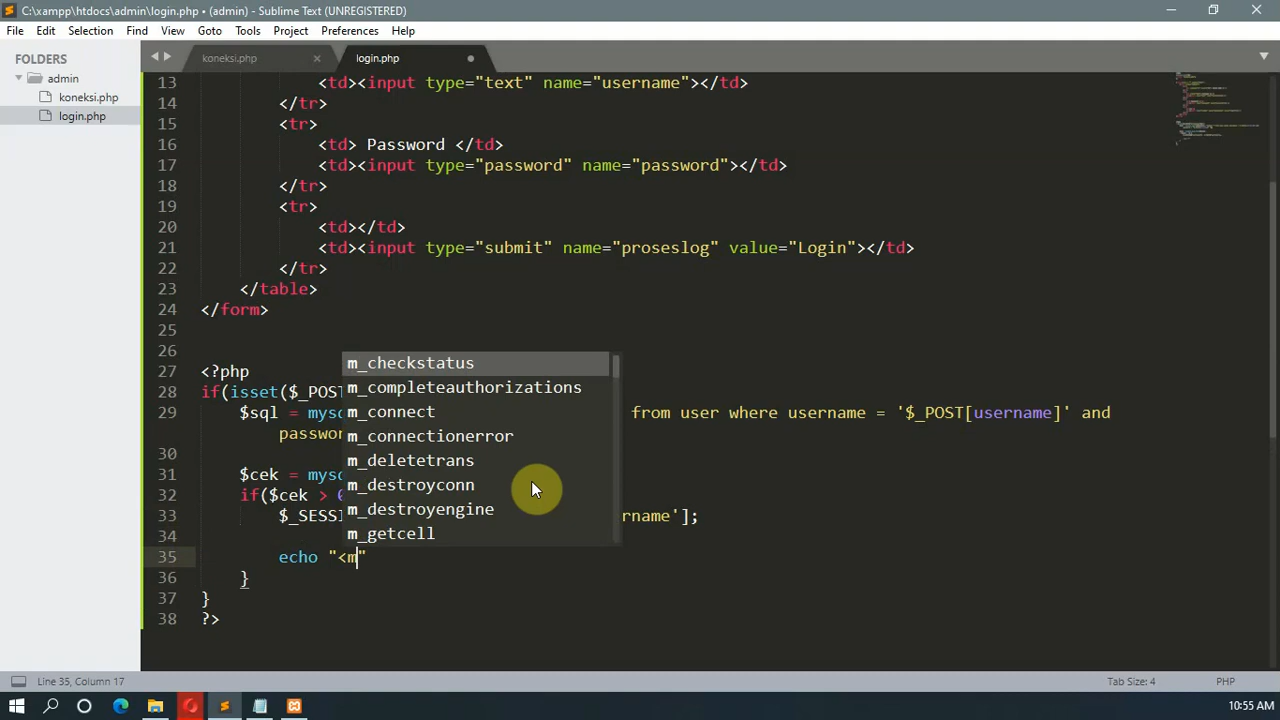 C:\xampp\htdocs\admin\login.php • (admin) - Sublime Text (UNREGISTERED)
File Edit Selection Find View Goto Tools Project Preferences Help
FOLDERS
admin
koneksi.php
login.php
koneksi.php × login.php
13 <td><input type="text" name="username"></td>
14 </tr>
15 <tr>
16 <td> Password </td>
17 <td><input type="password" name="password"></td>
18 </tr>
19 <tr>
20 <td></td>
21 <td><input type="submit" name="proseslog" value="Login"></td>
22 </tr>
23 </table>
24 </form>
25
26
27 <?php
28 if(isset($_POS
29 $sql = mysq from user where username = '$_POST[username]' and
passwor
30
31 $cek = mysq
32 if($cek > 0
33 $_SESSI rname'];
34
35 echo "<m"
36 }
37 }
38 ?>
m_checkstatus
m_completeauthorizations
m_connect
m_connectionerror
m_deletetrans
m_destroyconn
m_destroyengine
m_getcell
Line 35, Column 17 Tab Size: 4 PHP
10:55 AM